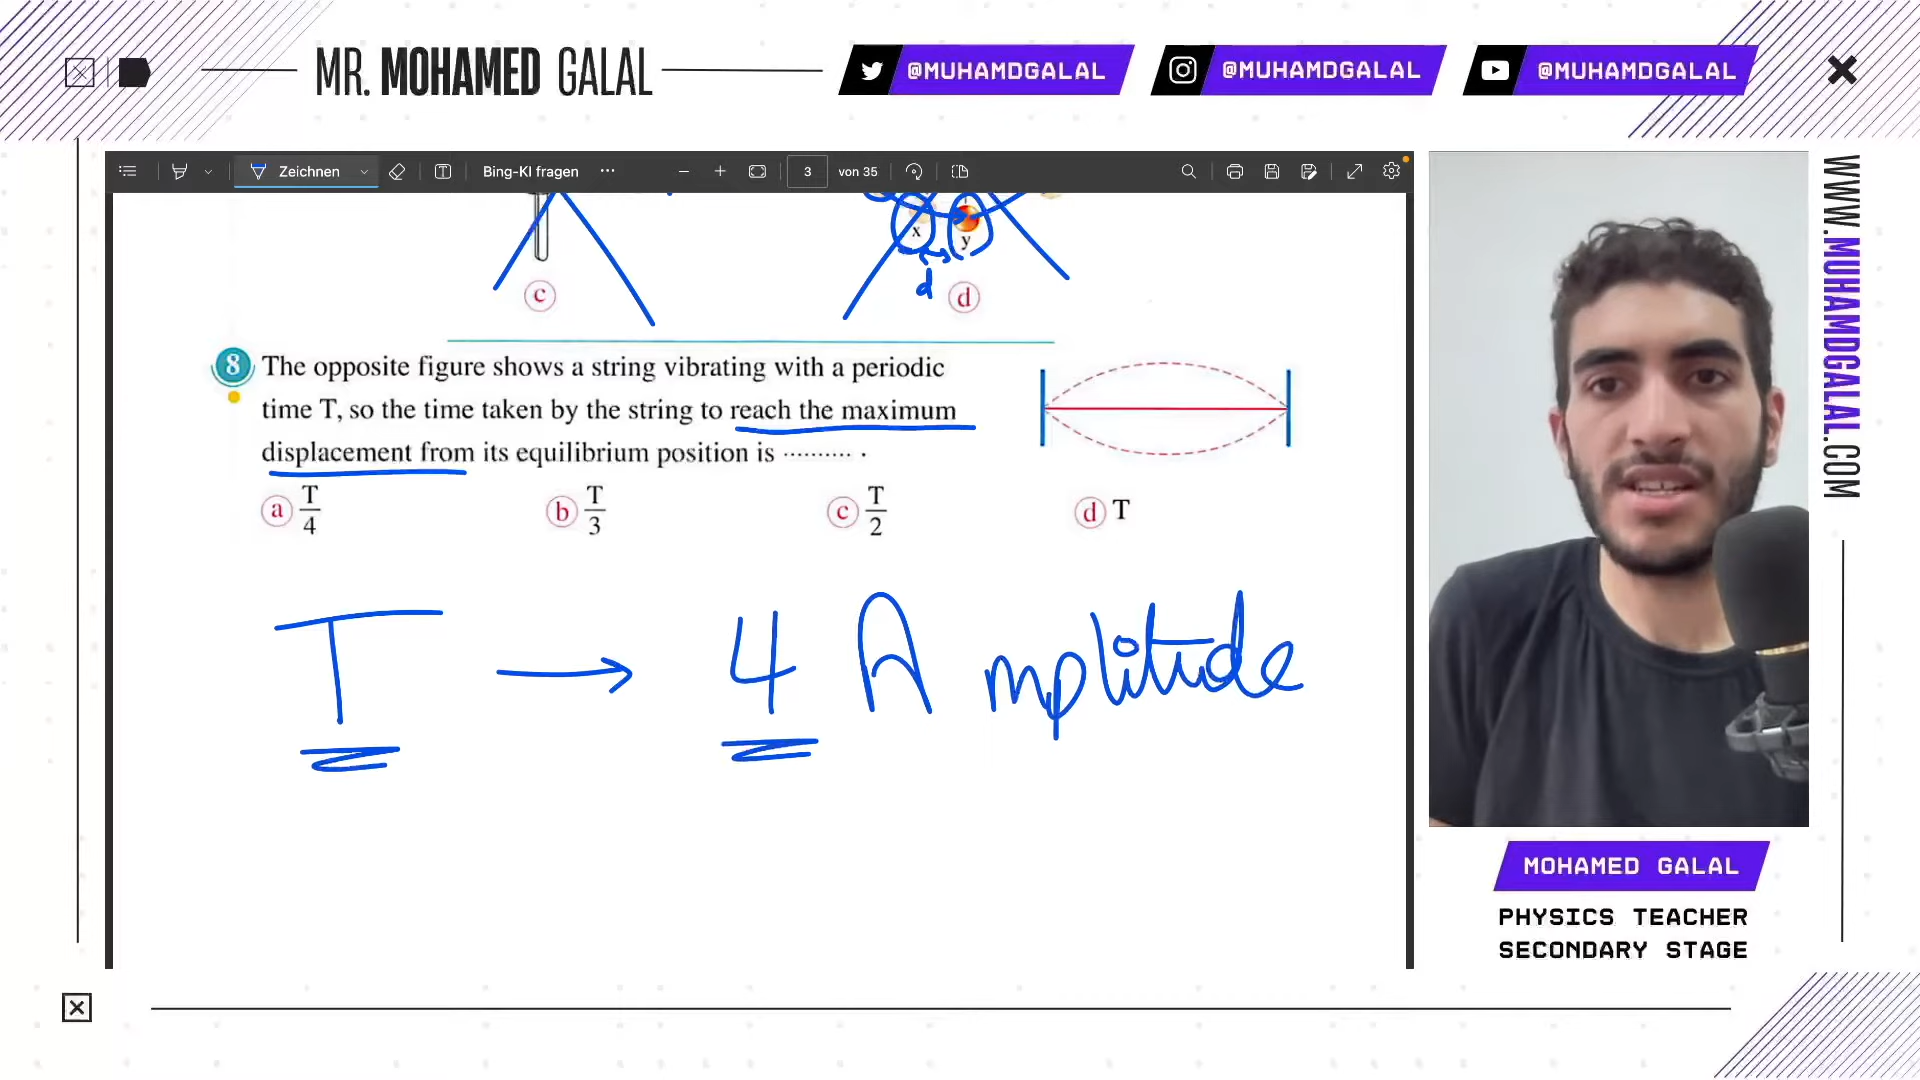 MR. MOHAMED GALAL
@MUHAMDGALAL
@MUHAMDGALAL
@MUHAMDGALAL
Zeichnen
Bing-KI fragen
3
von 35
x
y
d
c
d
8 The opposite figure shows a string vibrating with a periodic
time T, so the time taken by the string to reach the maximum
displacement from its equilibrium position is .......... .
a T/4
b T/3
c T/2
d T
T → 4 Amplitude
WWW.MUHAMDGALAL.COM
MOHAMED GALAL
PHYSICS TEACHER
SECONDARY STAGE